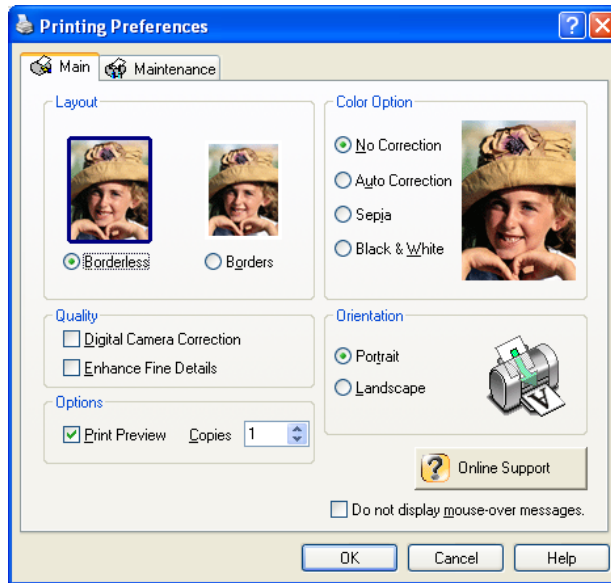 Printing Preferences
Main
Maintenance
Layout
Borderless
Borders
Color Option
No Correction
Auto Correction
Sepia
Black & White
Quality
Digital Camera Correction
Enhance Fine Details
Orientation
Portrait
Landscape
A
Options
Print Preview
Copies
1
Online Support
Do not display mouse-over messages.
OK
Cancel
Help